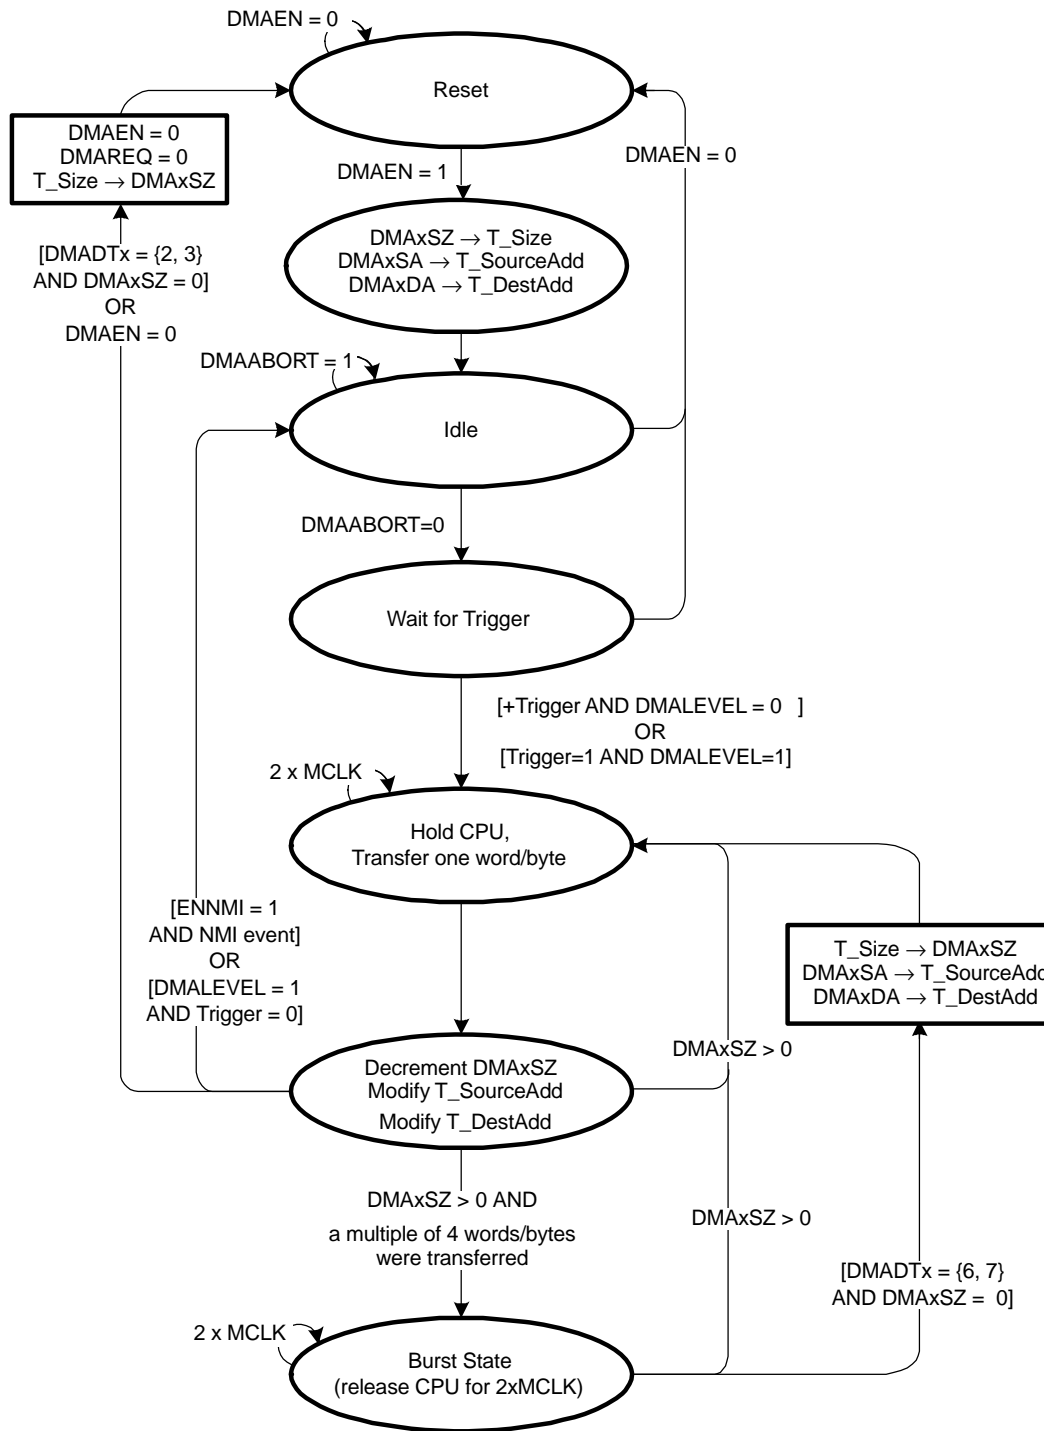 DMAEN = 0
Reset
DMAEN = 0
DMAREQ = 0
T_Size → DMAxSZ
DMAEN = 0
DMAEN = 1
DMAxSZ → T_Size
DMAxSA → T_SourceAdd
DMAxDA → T_DestAdd
[DMADTx = {2, 3}
AND DMAxSZ = 0]
OR
DMAEN = 0
DMAABORT = 1
Idle
DMAABORT=0
Wait for Trigger
[+Trigger AND DMALEVEL = 0 ]
OR
[Trigger=1 AND DMALEVEL=1]
2 x MCLK
Hold CPU,
Transfer one word/byte
[ENNMI = 1
AND NMI event]
OR
[DMALEVEL = 1
AND Trigger = 0]
T_Size → DMAxSZ
DMAxSA → T_SourceAdd
DMAxDA → T_DestAdd
DMAxSZ > 0
Decrement DMAxSZ
Modify T_SourceAdd
Modify T_DestAdd
DMAxSZ > 0 AND
a multiple of 4 words/bytes
were transferred
DMAxSZ > 0
[DMADTx = {6, 7}
AND DMAxSZ = 0]
2 x MCLK
Burst State
(release CPU for 2xMCLK)